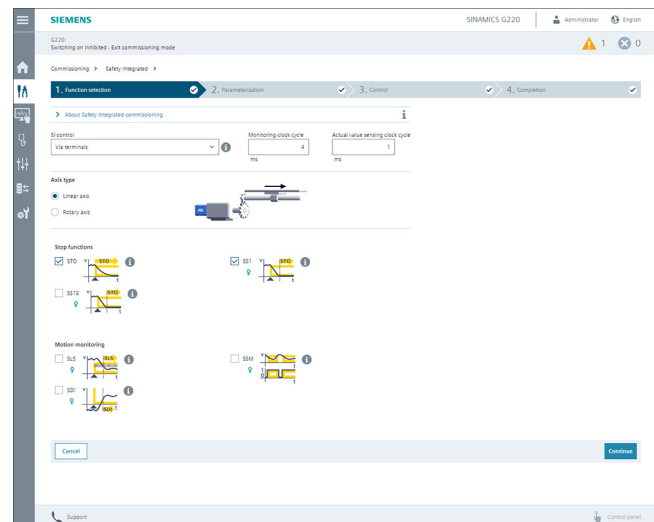 SIEMENS
SINAMICS G220
Administrator
English
G220:
Switching on inhibited - Exit commissioning mode
1
0
Commissioning > Safety Integrated >
1. Function selection
2. Parameterization
3. Control
4. Completion
> About Safety Integrated commissioning
SI control
Monitoring clock cycle
Actual value sensing clock cycle
Via terminals
4
1
ms
ms
Axis type
Linear axis
Rotary axis
Stop functions
STO
V
STO
t
SS1
V
STO
t
SS1E
V
STO
t
Motion monitoring
SLS
V
SLS
t
SSM
V
t
1
0
t
SDI
V
SDI
t
Cancel
Continue
Support
Control panel